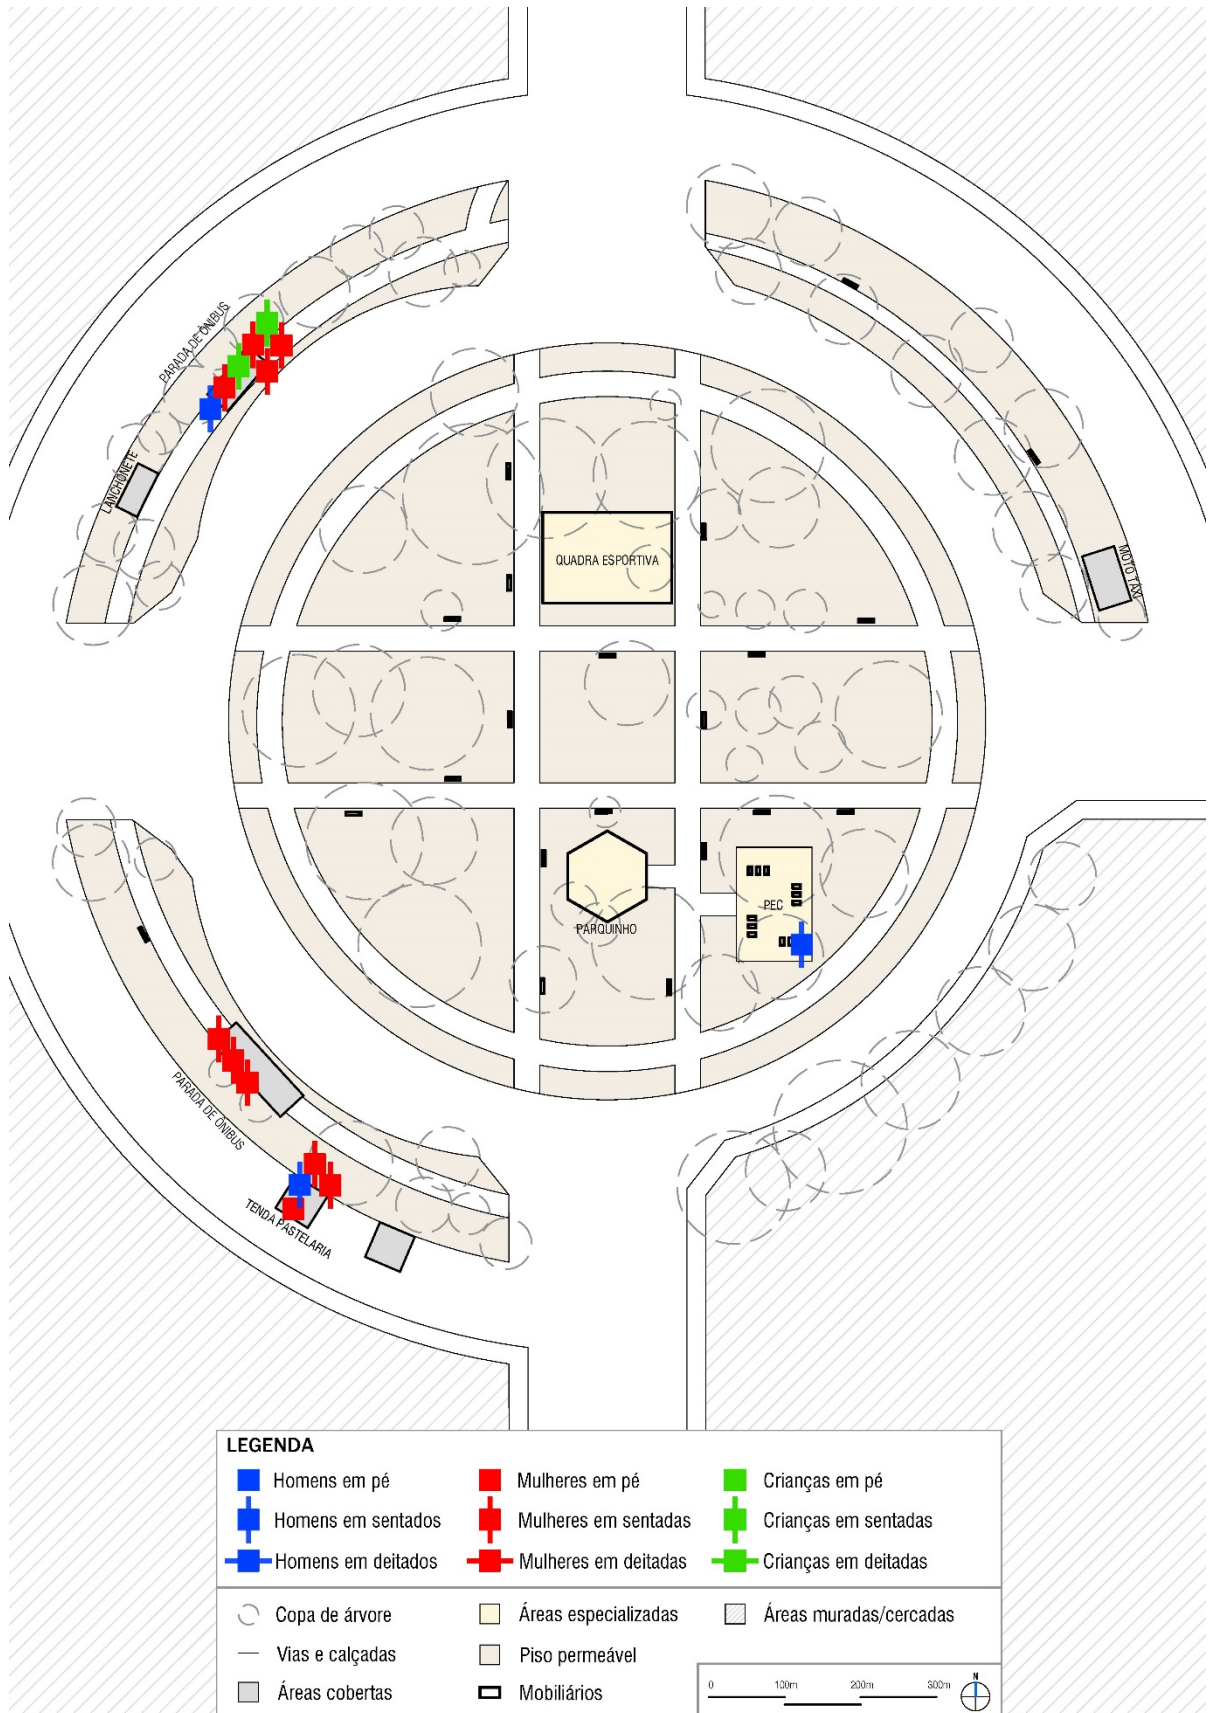 PARADA DE ÔNIBUS
LANCHONETE
QUADRA ESPORTIVA
MOTO TÁXI
PEC
PARQUINHO
PARADA DE ÔNIBUS
TENDA PASTELARIA
LEGENDA
Homens em pé
Mulheres em pé
Crianças em pé
Homens em sentados
Mulheres em sentadas
Crianças em sentadas
Homens em deitados
Mulheres em deitadas
Crianças em deitadas
Copa de árvore
Áreas especializadas
Áreas muradas/cercadas
Vias e calçadas
Piso permeável
Áreas cobertas
Mobiliários
0 100m 200m 300m
N